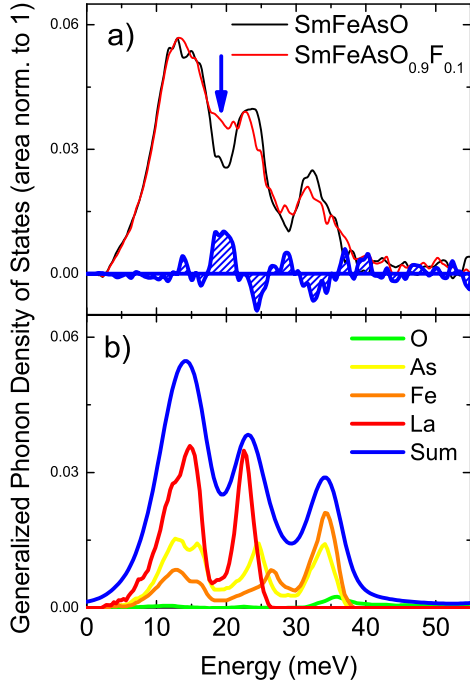 Generalized Phonon Density of States (area norm. to 1)
a)
SmFeAsO
SmFeAsO0.9F0.1
0.06
0.03
0.00
b)
O
As
Fe
La
Sum
0.06
0.03
0.00
0 10 20 30 40 50
Energy (meV)